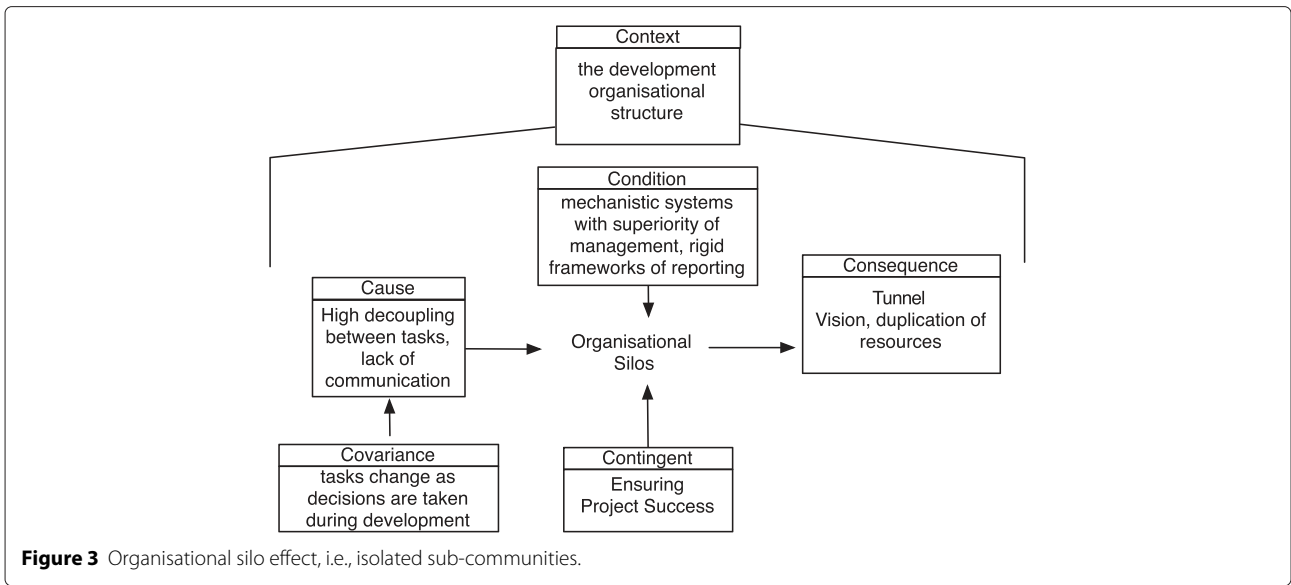 Context
the development
organisational
structure
Condition
mechanistic systems
with superiority of
management, rigid
frameworks of reporting
Consequence
Tunnel
Vision, duplication of
resources
Cause
High decoupling
between tasks,
lack of
communication
Organisational
Silos
Covariance
tasks change as
decisions are taken
during development
Contingent
Ensuring
Project Success
Figure 3 Organisational silo effect, i.e., isolated sub-communities.